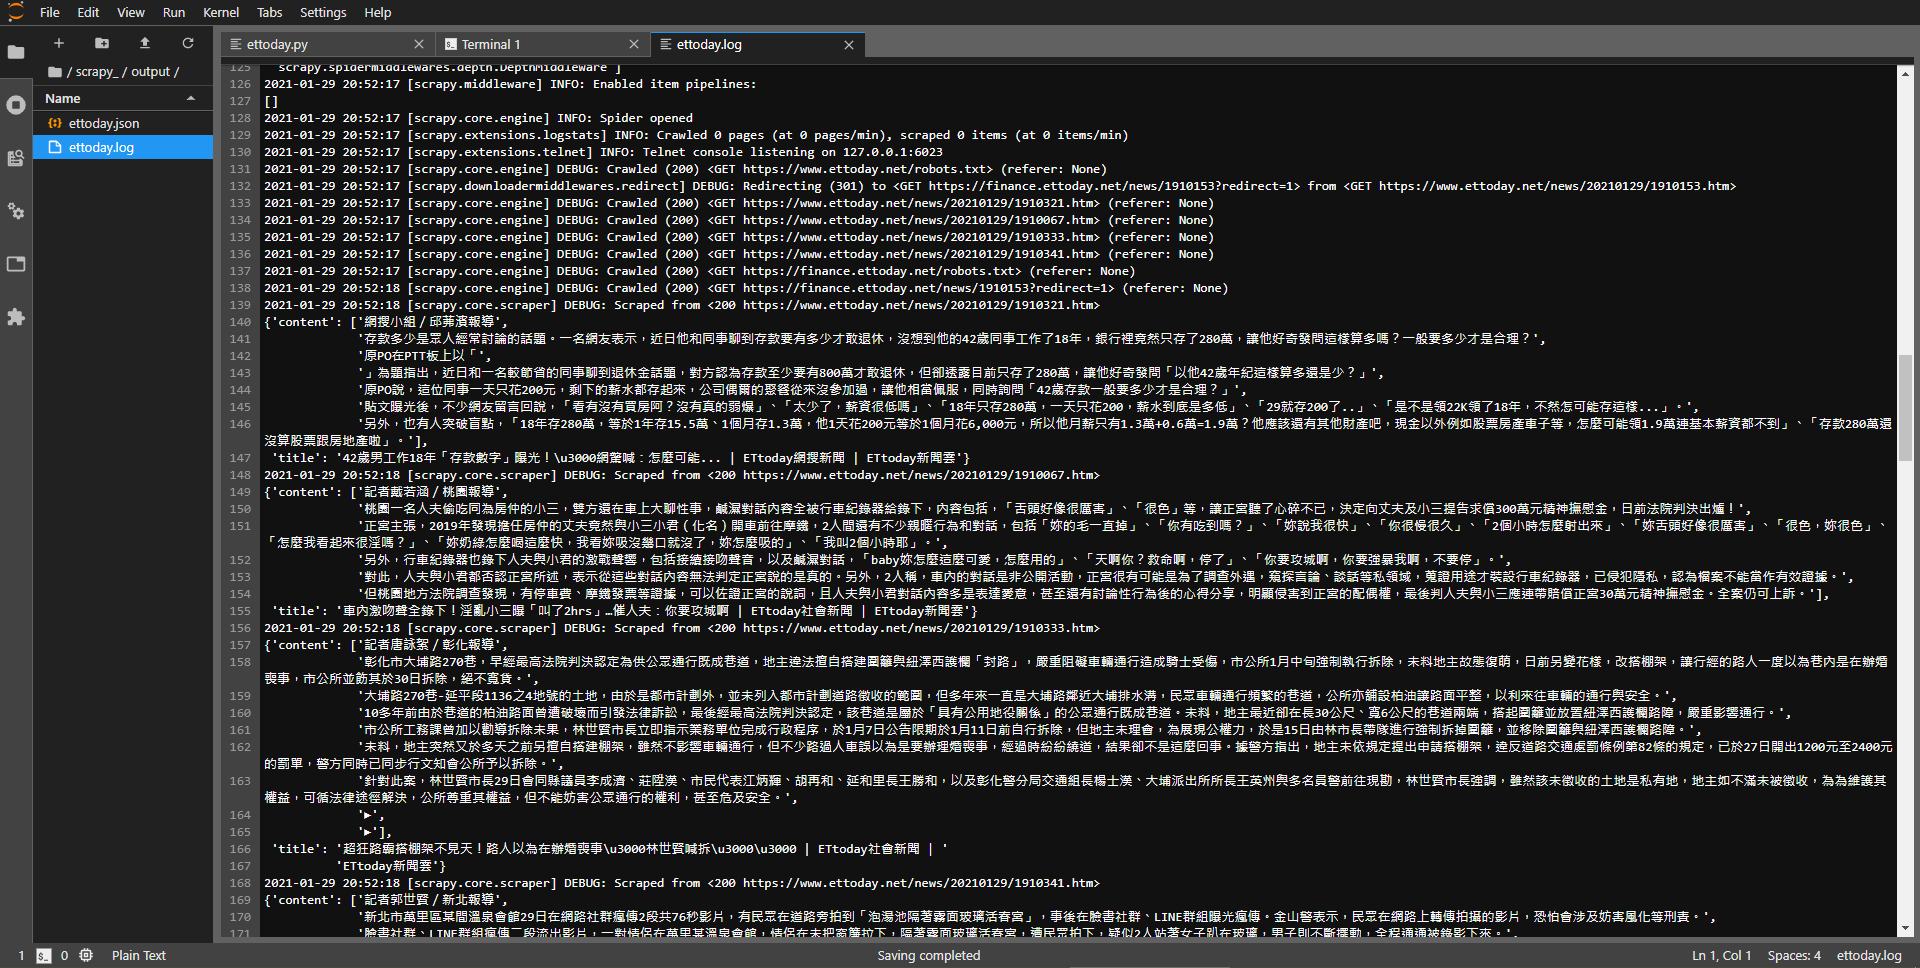 File Edit View Run Kernel Tabs Settings Help
ettoday.py
Terminal 1
ettoday.log
/ scrapy_ / output /
Name
ettoday.json
ettoday.log
125 scrapy.spidermiddlewares.depth.DepthMiddleware ]
126 2021-01-29 20:52:17 [scrapy.middleware] INFO: Enabled item pipelines:
127 []
128 2021-01-29 20:52:17 [scrapy.core.engine] INFO: Spider opened
129 2021-01-29 20:52:17 [scrapy.extensions.logstats] INFO: Crawled 0 pages (at 0 pages/min), scraped 0 items (at 0 items/min)
130 2021-01-29 20:52:17 [scrapy.extensions.telnet] INFO: Telnet console listening on 127.0.0.1:6023
131 2021-01-29 20:52:17 [scrapy.core.engine] DEBUG: Crawled (200) <GET https://www.ettoday.net/robots.txt> (referer: None)
132 2021-01-29 20:52:17 [scrapy.downloadermiddlewares.redirect] DEBUG: Redirecting (301) to <GET https://finance.ettoday.net/news/1910153?redirect=1> from <GET https://www.ettoday.net/news/20210129/1910153.htm>
133 2021-01-29 20:52:17 [scrapy.core.engine] DEBUG: Crawled (200) <GET https://www.ettoday.net/news/20210129/1910321.htm> (referer: None)
134 2021-01-29 20:52:17 [scrapy.core.engine] DEBUG: Crawled (200) <GET https://www.ettoday.net/news/20210129/1910067.htm> (referer: None)
135 2021-01-29 20:52:17 [scrapy.core.engine] DEBUG: Crawled (200) <GET https://www.ettoday.net/news/20210129/1910333.htm> (referer: None)
136 2021-01-29 20:52:17 [scrapy.core.engine] DEBUG: Crawled (200) <GET https://www.ettoday.net/news/20210129/1910341.htm> (referer: None)
137 2021-01-29 20:52:17 [scrapy.core.engine] DEBUG: Crawled (200) <GET https://finance.ettoday.net/robots.txt> (referer: None)
138 2021-01-29 20:52:18 [scrapy.core.engine] DEBUG: Crawled (200) <GET https://finance.ettoday.net/news/1910153?redirect=1> (referer: None)
139 2021-01-29 20:52:18 [scrapy.core.scraper] DEBUG: Scraped from <200 https://www.ettoday.net/news/20210129/1910321.htm>
140 {'content': ['網搜小組／邱萐濱報導',
141 '存款多少是眾人經常討論的話題。一名網友表示，近日他和同事聊到存款要有多少才敢退休，沒想到他的42歲同事工作了18年，銀行裡竟然只存了280萬，讓他好奇發問這樣算多嗎？一般要多少才是合理？',
142 '原PO在PTT板上以「',
143 '」為題指出，近日和一名較節省的同事聊到退休金話題，對方認為存款至少要有800萬才敢退休，但卻透露目前只存了280萬，讓他好奇發問「以他42歲年紀這樣算多還是少？」',
144 '原PO說，這位同事一天只花200元，剩下的薪水都存起來，公司偶爾的聚餐從來沒參加過，讓他相當佩服，同時詢問「42歲存款一般要多少才是合理？」',
145 '貼文曝光後，不少網友留言回說，「看有沒有買房阿？沒有真的弱爆」、「太少了，薪資很低嗎」、「18年只存280萬，一天只花200，薪水到底是多低」、「29就存200了..」、「是不是領22K領了18年，不然怎可能存這樣...」。',
146 '另外，也有人突破盲點，「18年存280萬，等於1年存15.5萬、1個月存1.3萬，他1天花200元等於1個月花6,000元，所以他月薪只有1.3萬+0.6萬=1.9萬？他應該還有其他財產吧，現金以外例如股票房產車子等，怎麼可能領1.9萬連基本薪資都不到」、「存款280萬還
沒算股票跟房地產啦」。'],
147 'title': '42歲男工作18年「存款數字」曝光！\u3000網驚喊：怎麼可能... | ETtoday網搜新聞 | ETtoday新聞雲'}
148 2021-01-29 20:52:18 [scrapy.core.scraper] DEBUG: Scraped from <200 https://www.ettoday.net/news/20210129/1910067.htm>
149 {'content': ['記者戴若涵／桃園報導',
150 '桃園一名人夫偷吃同為房仲的小三，雙方還在車上大聊性事，鹹濕對話內容全被行車紀錄器給錄下，內容包括，「舌頭好像很厲害」、「很色」等，讓正宮聽了心碎不已，決定向丈夫及小三提告求償300萬元精神撫慰金，日前法院判決出爐！',
151 '正宮主張，2019年發現擔任房仲的丈夫竟然與小三小君（化名）開車前往摩鐵，2人間還有不少親暱行為和對話，包括「妳的毛一直掉」、「你有吃到嗎？」、「妳說我很快」、「你很慢很久」、「2個小時怎麼射出來」、「妳舌頭好像很厲害」、「很色，妳很色」、
「怎麼我看起來很淫嗎？」、「妳奶綠怎麼喝這麼快，我看妳吸沒幾口就沒了，妳怎麼吸的」、「我叫2個小時耶」。',
152 '另外，行車紀錄器也錄下人夫與小君的激戰聲響，包括接續接吻聲音，以及鹹濕對話，「baby妳怎麼這麼可愛，怎麼用的」、「天啊你？救命啊，停了」、「你要攻城啊，你要強暴我啊，不要停」。',
153 '對此，人夫與小君都否認正宮所述，表示從這些對話內容無法判定正宮說的是真的。另外，2人稱，車內的對話是非公開活動，正宮很有可能是為了調查外遇，窺探言論、談話等私領域，蒐證用途才裝設行車紀錄器，已侵犯隱私，認為檔案不能當作有效證據。',
154 '但桃園地方法院調查發現，有停車費、摩鐵發票等證據，可以佐證正宮的說詞，且人夫與小君對話內容多是表達愛意，甚至還有討論性行為後的心得分享，明顯侵害到正宮的配偶權，最後判人夫與小三應連帶賠償正宮30萬元精神撫慰金。全案仍可上訴。'],
155 'title': '車內激吻聲全錄下！淫亂小三曝「叫了2hrs」…催人夫：你要攻城啊 | ETtoday社會新聞 | ETtoday新聞雲'}
156 2021-01-29 20:52:18 [scrapy.core.scraper] DEBUG: Scraped from <200 https://www.ettoday.net/news/20210129/1910333.htm>
157 {'content': ['記者唐詠絮／彰化報導',
158 '彰化市大埔路270巷，早經最高法院判決認定為供公眾通行既成巷道，地主違法擅自搭建圍籬與紐澤西護欄「封路」，嚴重阻礙車輛通行造成騎士受傷，市公所1月中旬強制執行拆除，未料地主故態復萌，日前另變花樣，改搭棚架，讓行經的路人一度以為巷內是在辦婚
喪事，市公所並飭其於30日拆除，絕不寬貸。',
159 '大埔路270巷-延平段1136之4地號的土地，由於是都市計劃外，並未列入都市計劃道路徵收的範圍，但多年來一直是大埔路鄰近大埔排水溝，民眾車輛通行頻繁的巷道，公所亦舖設柏油讓路面平整，以利來往車輛的通行與安全。',
160 '10多年前由於巷道的柏油路面曾遭破壞而引發法律訴訟，最後經最高法院判決認定，該巷道是屬於「具有公用地役關係」的公眾通行既成巷道。未料，地主最近卻在長30公尺、寬6公尺的巷道兩端，搭起圍籬並放置紐澤西護欄路障，嚴重影響通行。',
161 '市公所工務課曾加以勸導拆除未果，林世賢市長立即指示業務單位完成行政程序，於1月7日公告限期於1月11日前自行拆除，但地主未理會，為展現公權力，於是15日由林市長帶隊進行強制拆掉圍籬，並移除圍籬與紐澤西護欄路障。',
162 '未料，地主突然又於多天之前另擅自搭建棚架，雖然不影響車輛通行，但不少路過人車誤以為是要辦理婚喪事，經過時紛紛繞道，結果卻不是這麼回事。據警方指出，地主未依規定提出申請搭棚架，違反道路交通處罰條例第82條的規定，已於27日開出1200元至2400元
的罰單，警方同時已同步行文知會公所予以拆除。',
163 '針對此案，林世賢市長29日會同縣議員李成濟、莊陞漢、市民代表江炳輝、胡再和、延和里長王勝和，以及彰化警分局交通組長楊士漢、大埔派出所所長王英州與多名員警前往現勘，林世賢市長強調，雖然該未徵收的土地是私有地，地主如不滿未被徵收，為為維護其
權益，可循法律途徑解決，公所尊重其權益，但不能妨害公眾通行的權利，甚至危及安全。',
164 '▶',
165 '▶'],
166 'title': '超狂路霸搭棚架不見天！路人以為在辦婚喪事\u3000林世賢喊拆\u3000\u3000 | ETtoday社會新聞 | '
167 'ETtoday新聞雲'}
168 2021-01-29 20:52:18 [scrapy.core.scraper] DEBUG: Scraped from <200 https://www.ettoday.net/news/20210129/1910341.htm>
169 {'content': ['記者郭世賢／新北報導',
170 '新北市萬里區某間溫泉會館29日在網路社群瘋傳2段共76秒影片，有民眾在道路旁拍到「泡湯池隔著霧面玻璃活春宮」，事後在臉書社群、LINE群組曝光瘋傳。金山警表示，民眾在網路上轉傳拍攝的影片，恐怕會涉及妨害風化等刑責。',
171 '臉書社群、LINE群組瘋傳二段流出影片，一對情侶在萬里某溫泉會館，情侶在未把窗簾拉下，隔著霧面玻璃活春宮，遭民眾拍下，疑似2人站著女子趴在玻璃，男子則不斷擺動，全程通通被錄影下來。',
1 0 Plain Text
Saving completed
Ln 1, Col 1 Spaces: 4 ettoday.log